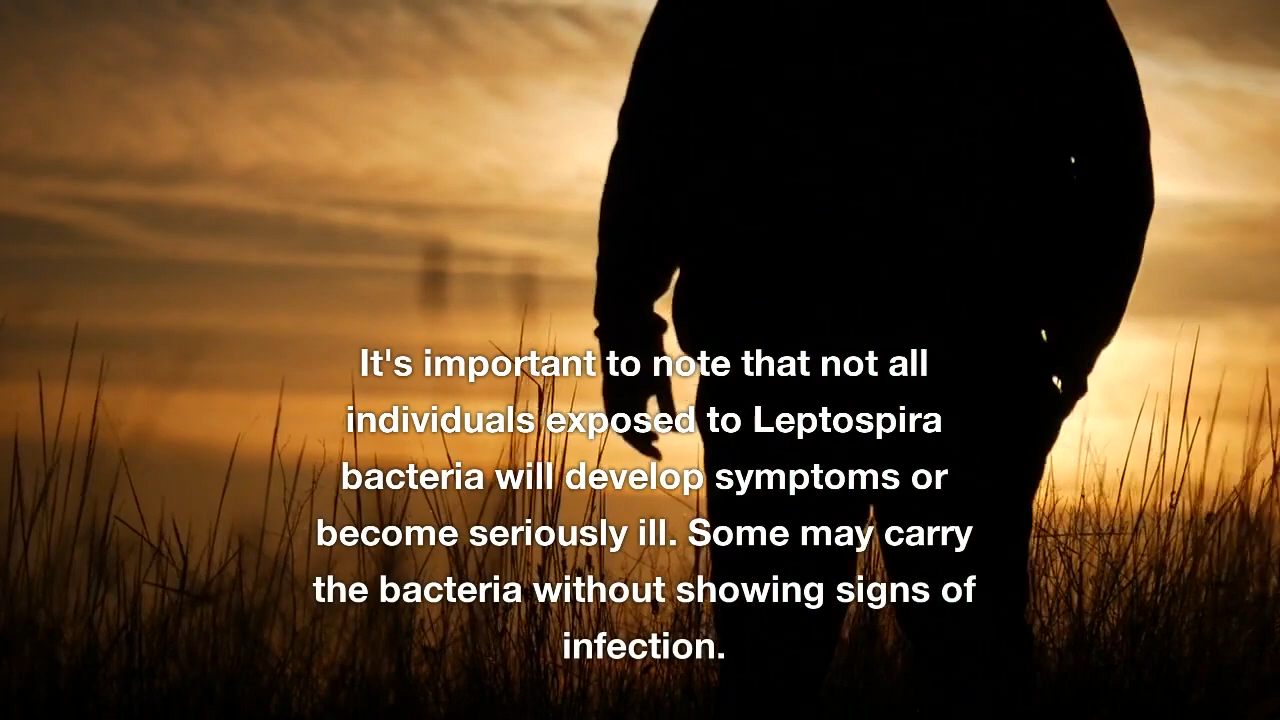 It's important to note that not all
individuals exposed to Leptospira
bacteria will develop symptoms or
become seriously ill. Some may carry
the bacteria without showing signs of
infection.